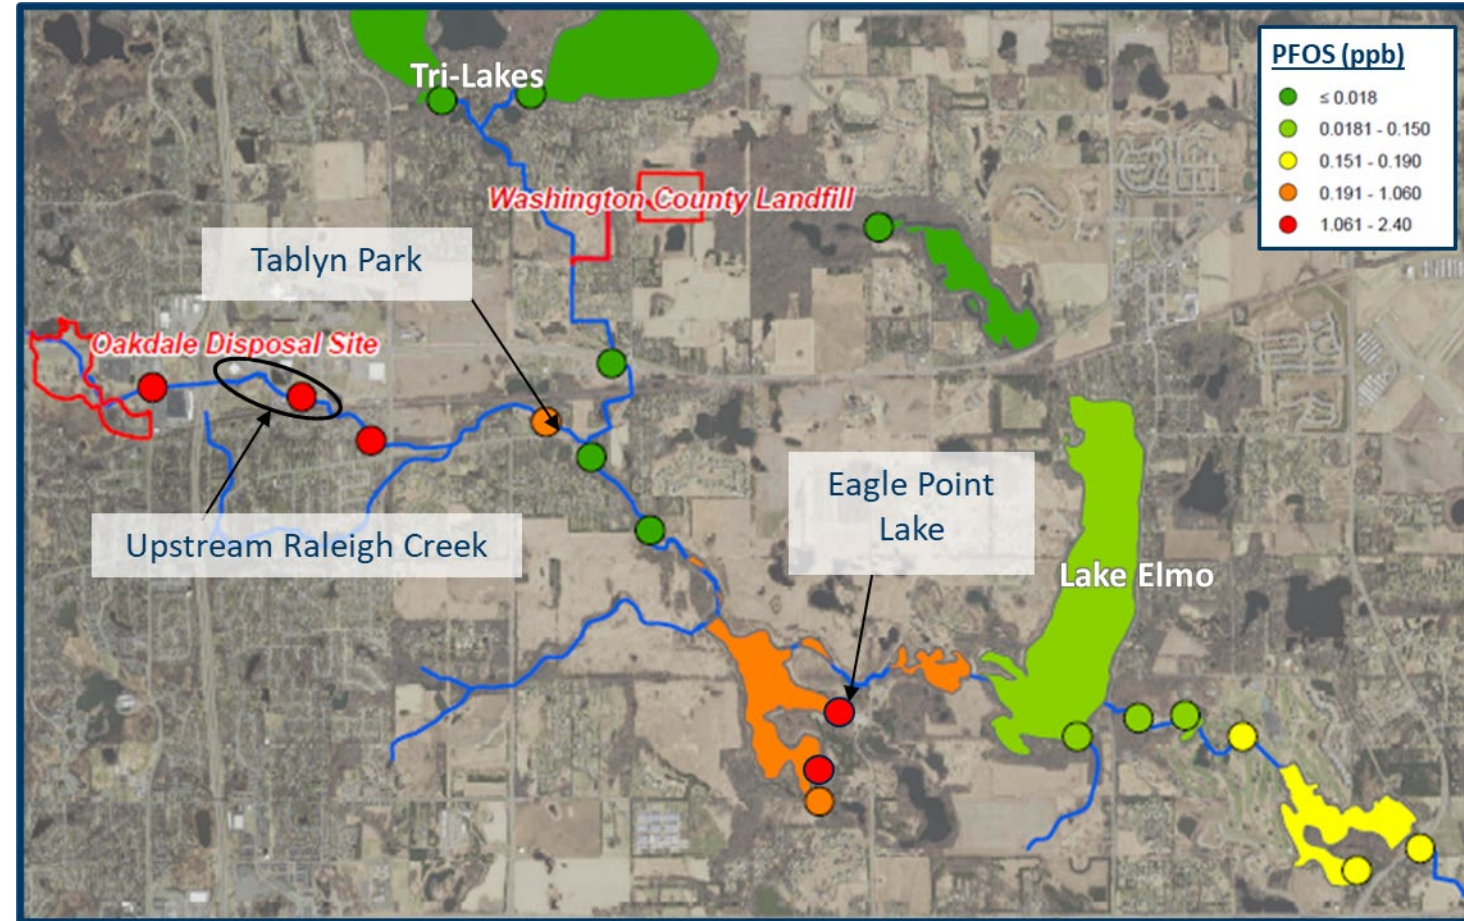 Tri-Lakes
PFOS (ppb)
≤ 0.018
0.0181 - 0.150
0.151 - 0.190
0.191 - 1.060
1.061 - 2.40
Washington County Landfill
Tablyn Park
Oakdale Disposal Site
Eagle Point
Lake
Upstream Raleigh Creek
Lake Elmo